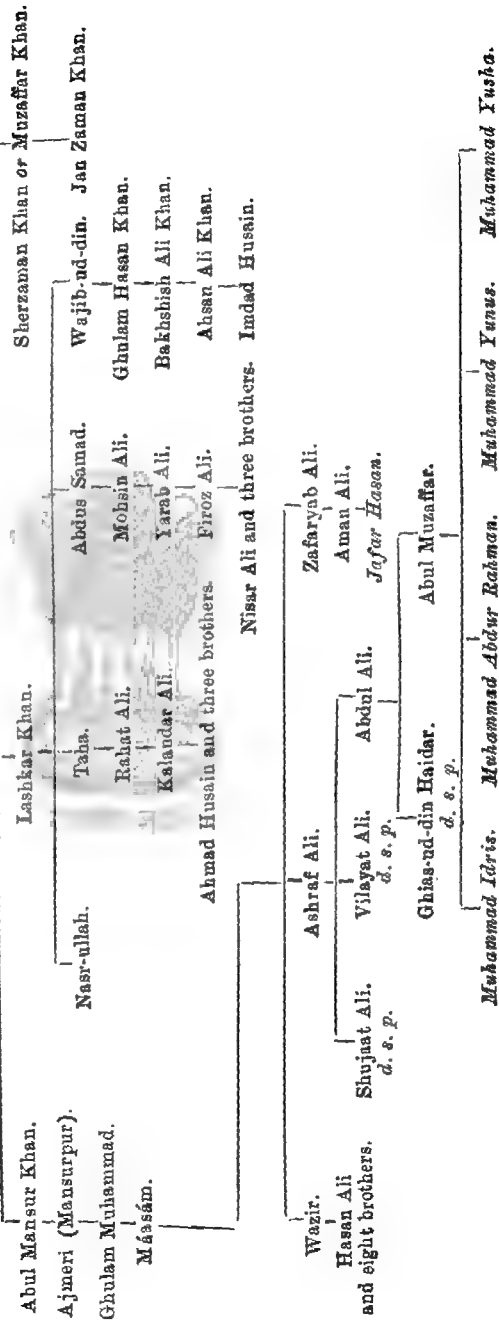 Sherzaman Khan or Muzaffar Khan.
Abul Mansur Khan.
Lashkar Khan.
Ajmeri (Mansurpur).
Nasr-ullah.
Taha.
Abdus Samad.
Wajib-ud-din.
Jan Zaman Khan.
Ghulam Muhammad.
Rahat Ali.
Mohsin Ali.
Ghulam Hasan Khan.
Máasám.
Kalandar Ali.
Yarab Ali.
Bakhshish Ali Khan.
Ahmad Husain and three brothers.
Firoz Ali.
Ahsan Ali Khan.
Nisar Ali and three brothers.
Imdad Husain.
Wazir.
Ashraf Ali.
Zafaryab Ali.
Hasan Ali
and eight brothers.
Aman Ali.
Jafar Hasan.
Shujaat Ali.
d. s. p.
Vilayat Ali.
d. s. p.
Abdul Ali.
Ghias-ud-din Haidar.
d. s. p.
Abul Muzaffar.
Muhammad Idris.
Muhammad Abdur Rahman.
Muhammad Yunus.
Muhammad Yusha.